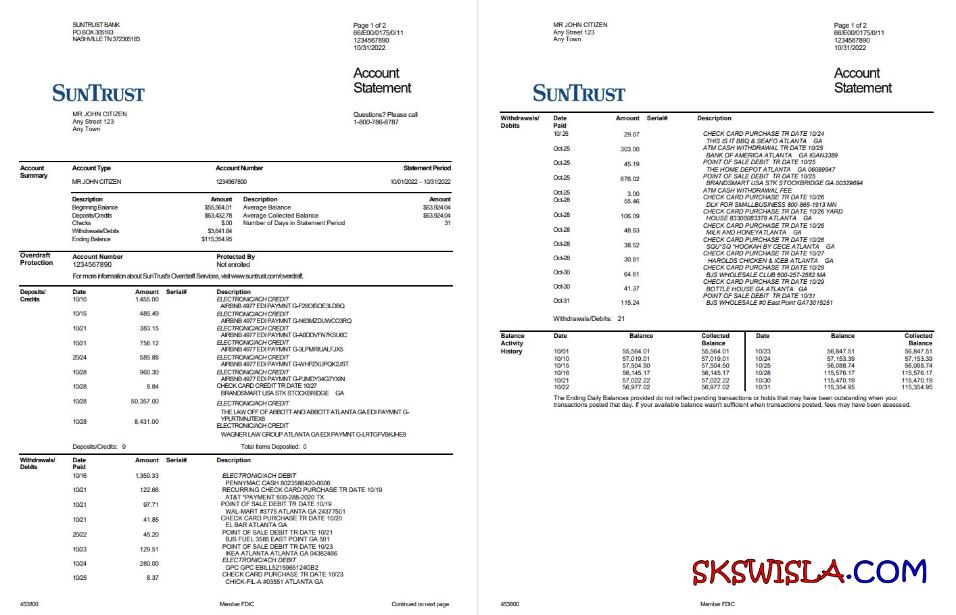 SUNTRUST BANK
PO BOX 305183
NASHVILLE TN 372305183
Page 1 of 2
66/E00/0175/0/11
1234567890
10/31/2022
Account
Statement
SUNTRUST
MR JOHN CITIZEN
Any Street 123
Any Town
Questions? Please call
1-800-786-8787
Account Summary Account Type Account Number Statement Period
MR JOHN CITIZEN 1234567890 10/01/2022 – 10/31/2022
Description Amount Description Amount
Beginning Balance $55,564.01 Average Balance $63,924.04
Deposits/Credits $63,432.78 Average Collected Balance $63,924.04
Checks $.00 Number of Days in Statement Period 31
Withdrawals/Debits $3,641.84
Ending Balance $115,354.95
Overdraft Protection Account Number Protected By
1234567890 Not enrolled
For more information about SunTrust's Overdraft Services, visit www.suntrust.com/overdraft.
Deposits/ Credits Date Amount Serial# Description
10/10 1,455.00 ELECTRONIC/ACH CREDIT
AIRBNB 4977 EDI PAYMNT
10/15 485.49 ELECTRONIC/ACH CREDIT
AIRBNB 4977 EDI PAYMNT
10/21 383.15 ELECTRONIC/ACH CREDIT
AIRBNB 4977 EDI PAYMNT
10/21 756.12 ELECTRONIC/ACH CREDIT
AIRBNB 4977 EDI PAYMNT
20/24 585.88 ELECTRONIC/ACH CREDIT
AIRBNB 4977 EDI PAYMNT
10/28 960.30 ELECTRONIC/ACH CREDIT
AIRBNB 4977 EDI PAYMNT
10/28 8.84 CHECK CARD CREDIT TR DATE 10/27
BRANDSMART USA STK STOCKBRIDGE GA
10/28 50,357.00 ELECTRONIC/ACH CREDIT
THE LAW OFF OF ABBOTT AND ABBOTT ATLANTA GA EDI PAYMNT G-
10/28 8,431.00 ELECTRONIC/ACH CREDIT
WAGNER LAW GROUP ATLANTA GA EDI PAYMNT
Deposits/Credits: 9 Total Items Deposited: 0
Withdrawals/ Debits Date Paid Amount Serial# Description
10/16 1,359.33 ELECTRONIC/ACH DEBIT
PENNYMAC CASH 8023588420-0006
10/21 122.66 RECURRING CHECK CARD PURCHASE TR DATE 10/19
AT&T *PAYMENT 800-288-2020 TX
10/21 97.71 POINT OF SALE DEBIT TR DATE 10/19
WAL-MART #3775 ATLANTA GA 24377501
10/21 41.85 CHECK CARD PURCHASE TR DATE 10/20
EL BAR ATLANTA GA
20/22 45.20 POINT OF SALE DEBIT TR DATE 10/21
BJS FUEL 3585 EAST POINT GA 501
10/23 129.51 POINT OF SALE DEBIT TR DATE 10/23
IKEA ATLANTA ATLANTA GA 04382486
10/24 280.00 ELECTRONIC/ACH DEBIT
GPC GPC EBILL5215965124GB2
10/25 8.37 CHECK CARD PURCHASE TR DATE 10/23
CHICK-FIL-A #03551 ATLANTA GA
453800 Member FDIC Continued on next page
MR JOHN CITIZEN
Any Street 123
Any Town
Page 1 of 2
66/E00/0175/0/11
1234567890
10/31/2022
Account
Statement
SUNTRUST
Withdrawals/ Debits Date Paid Amount Serial# Description
10/25 29.07 CHECK CARD PURCHASE TR DATE 10/24
THIS IS IT BBQ & SEAFO ATLANTA GA
Oct-25 303.00 ATM CASH WITHDRAWAL TR DATE 10/25
BANK OF AMERICA ATLANTA GA IGAN3389
Oct-25 45.19 POINT OF SALE DEBIT TR DATE 10/25
THE HOME DEPOT ATLANTA GA 06089947
Oct-25 676.02 POINT OF SALE DEBIT TR DATE 10/25
BRANDSMART USA STK STOCKBRIDGE GA 00329694
Oct-25 3.00 ATM CASH WITHDRAWAL FEE
Oct-28 55.46 CHECK CARD PURCHASE TR DATE 10/26
DLX FOR SMALLBUSINESS 800-865-1913 MN
Oct-28 106.09 CHECK CARD PURCHASE TR DATE 10/26 YARD
HOUSE 83300083378 ATLANTA GA
Oct-28 48.63 CHECK CARD PURCHASE TR DATE 10/26
MILK AND HONEYATLANTA GA
Oct-28 38.52 CHECK CARD PURCHASE TR DATE 10/26
SQU*SQ *HOOKAH BY CECE ATLANTA GA
Oct-28 30.81 CHECK CARD PURCHASE TR DATE 10/27
HAROLDS CHICKEN & ICEB ATLANTA GA
Oct-30 64.61 CHECK CARD PURCHASE TR DATE 10/29
BJS WHOLESALE CLUB 800-257-2582 MA
Oct-30 41.37 CHECK CARD PURCHASE TR DATE 10/29
BOTTLE HOUSE GA ATLANTA GA
Oct-31 115.24 POINT OF SALE DEBIT TR DATE 10/31
BJS WHOLESALE #0 East Point GA73015251
Withdrawals/Debits: 21
Balance Activity History Date Balance Collected Balance Date Balance Collected Balance
10/01 55,564.01 55,564.01 10/23 56,847.51 56,847.51
10/10 57,019.01 57,019.01 10/24 57,153.39 57,153.39
10/15 57,504.50 57,504.50 10/25 56,088.74 56,088.74
10/16 56,145.17 56,145.17 10/28 115,576.17 115,576.17
10/21 57,022.22 57,022.22 10/30 115,470.19 115,470.19
10/22 56,977.02 56,977.02 10/31 115,354.95 115,354.95
The Ending Daily Balances provided do not reflect pending transactions or holds that may have been outstanding when your
transactions posted that day. If your available balance wasn't sufficient when transactions posted, fees may have been assessed.
SKSWISLA.COM
453800 Member FDIC